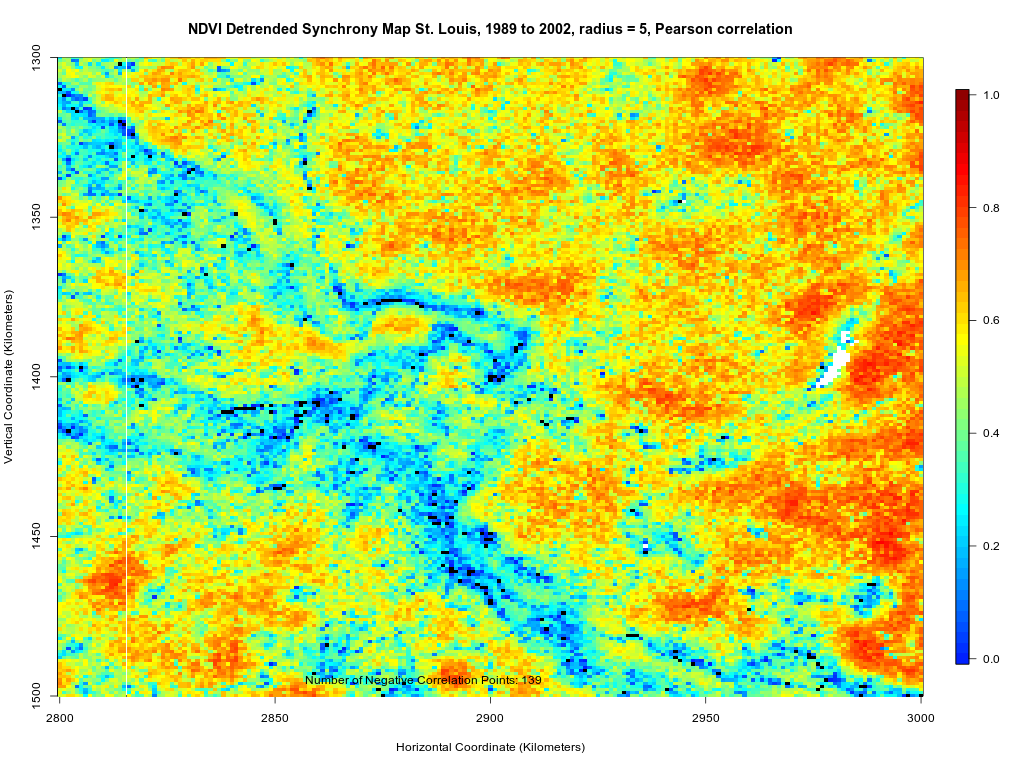 NDVI Detrended Synchrony Map St. Louis, 1989 to 2002, radius = 5, Pearson correlation
1300
1350
1400
1450
1500
Vertical Coordinate (Kilometers)
1.0
0.8
0.6
0.4
0.2
0.0
Number of Negative Correlation Points: 139
2800 2850 2900 2950 3000
Horizontal Coordinate (Kilometers)